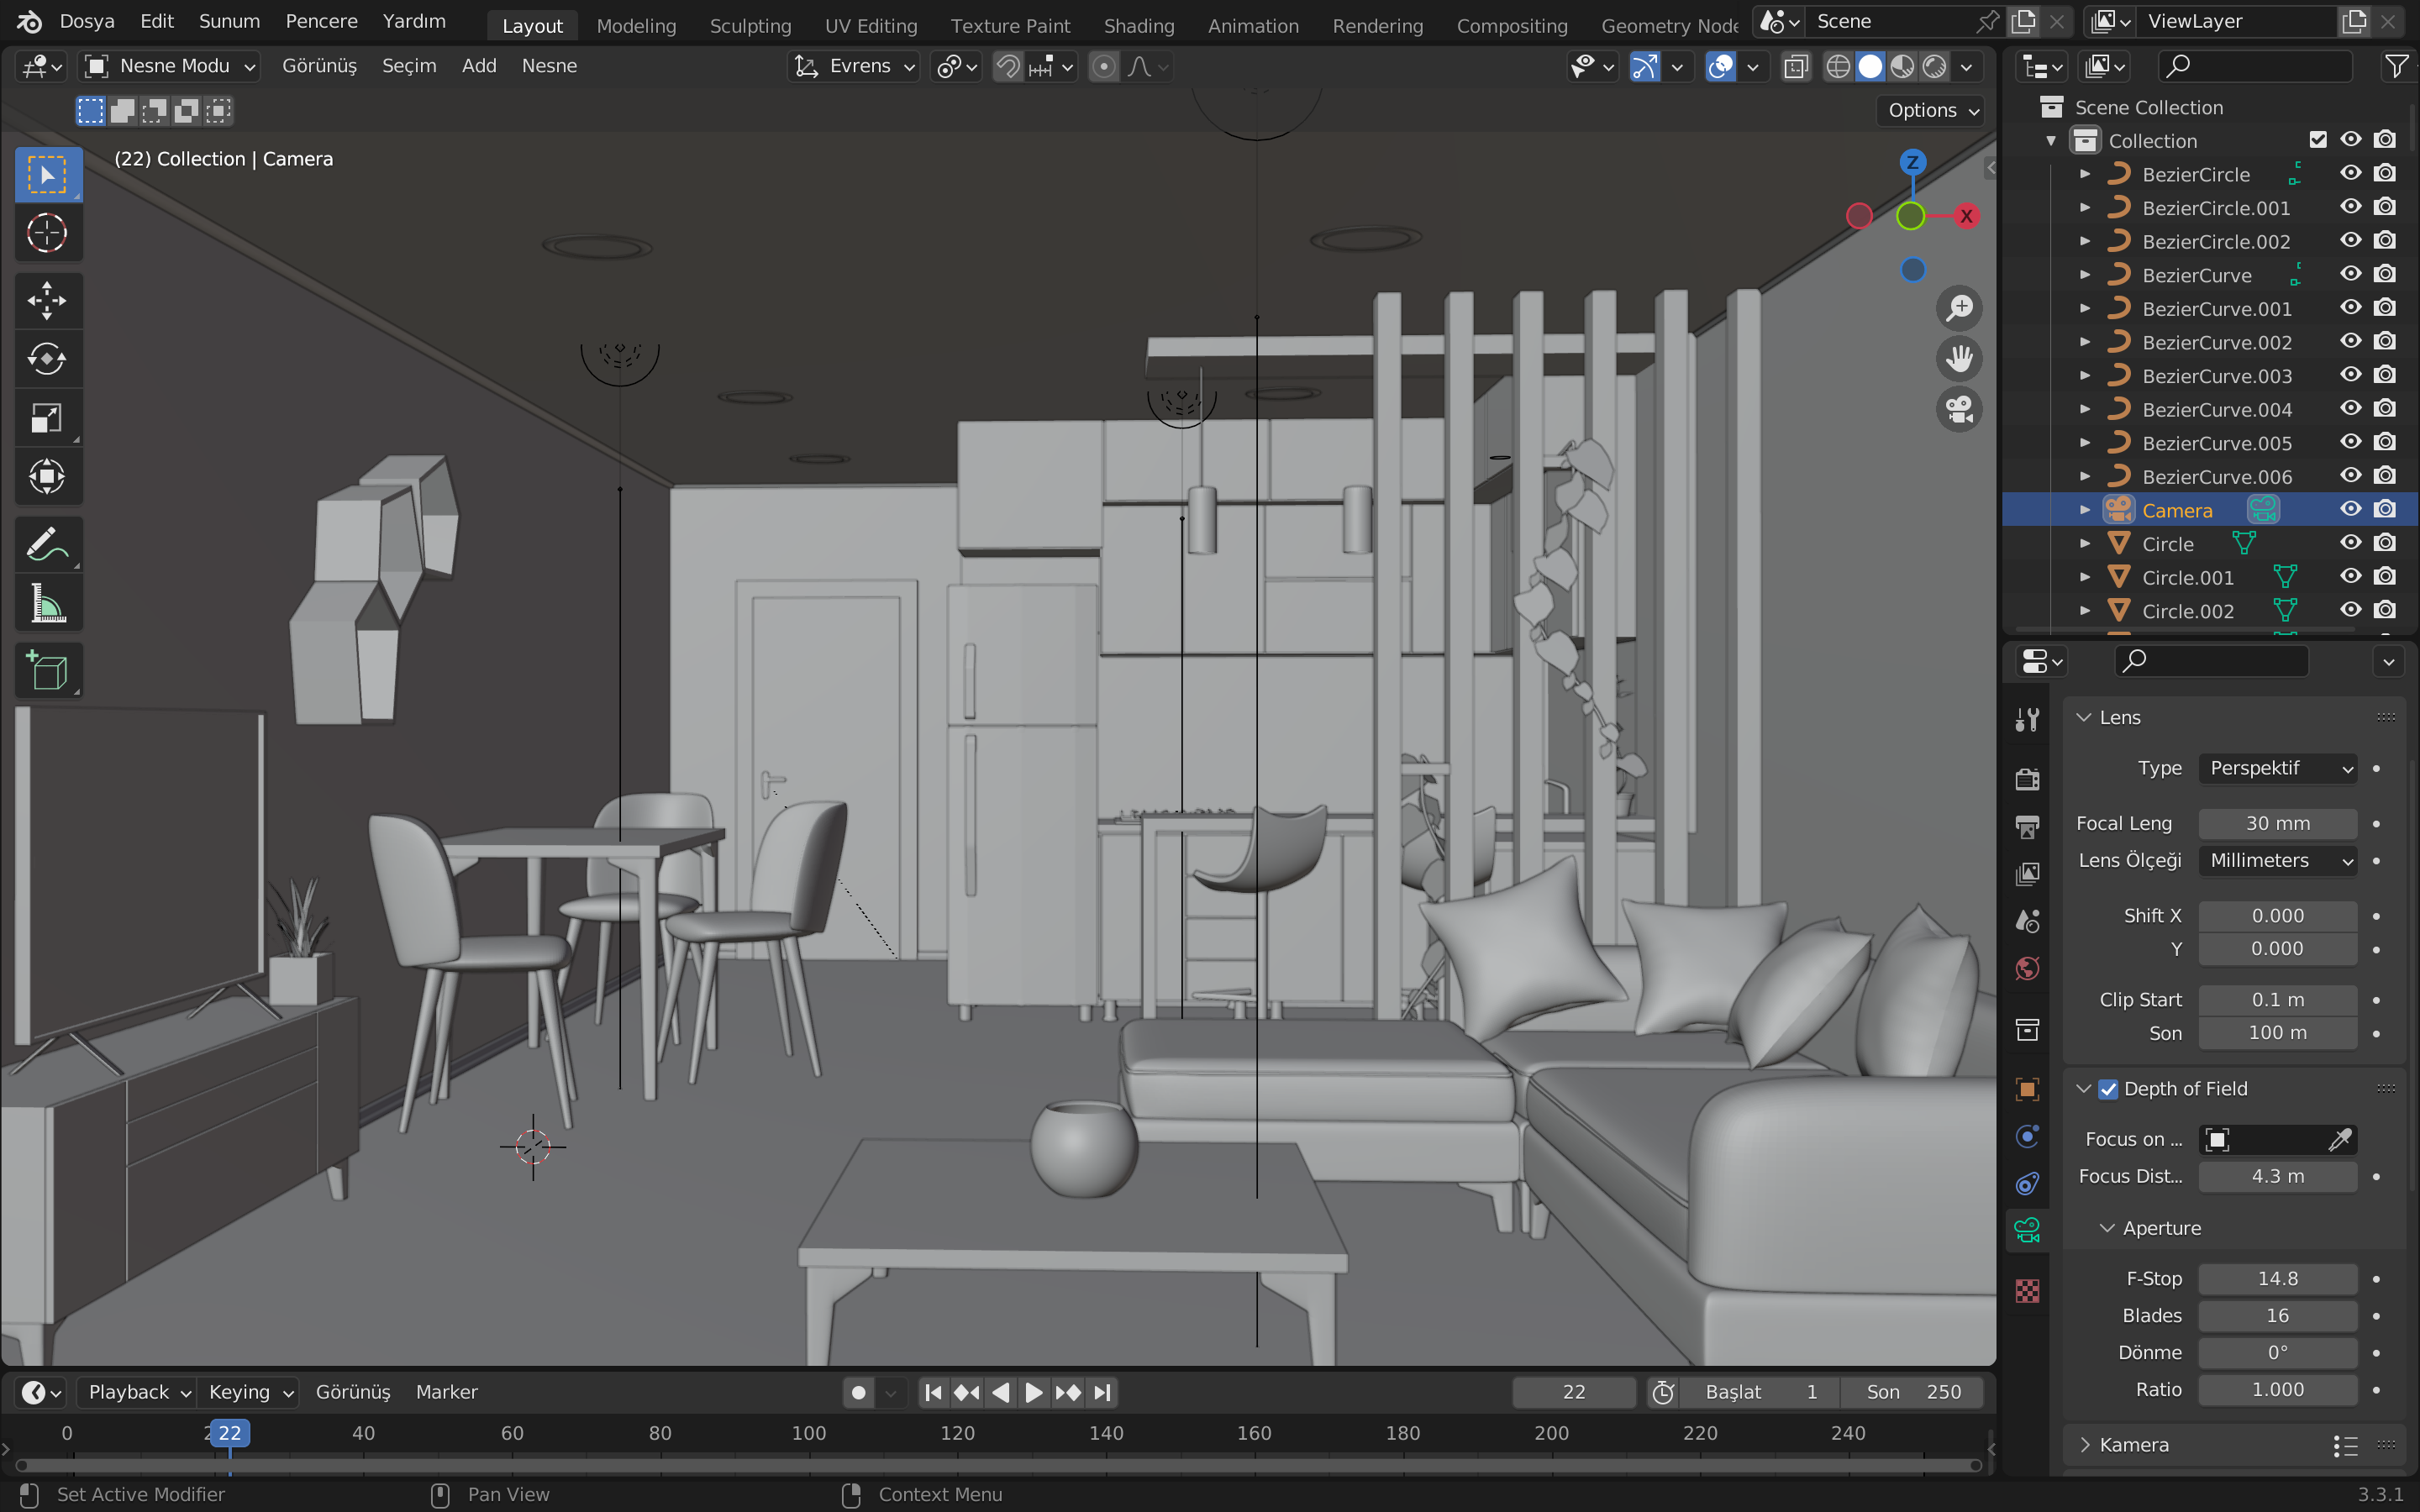 Dosya Edit Sunum Pencere Yardım Layout Modeling Sculpting UV Editing Texture Paint Shading Animation Rendering Compositing Geometry Node Scene ViewLayer
Nesne Modu Görünüş Seçim Add Nesne Evrens
Options
(22) Collection | Camera
Z
X
Scene Collection
Collection
BezierCircle
BezierCircle.001
BezierCircle.002
BezierCurve
BezierCurve.001
BezierCurve.002
BezierCurve.003
BezierCurve.004
BezierCurve.005
BezierCurve.006
Camera
Circle
Circle.001
Circle.002
Lens
Type Perspektif
Focal Leng 30 mm
Lens Ölçeği Millimeters
Shift X 0.000
Y 0.000
Clip Start 0.1 m
Son 100 m
Depth of Field
Focus on ...
Focus Dist... 4.3 m
Aperture
F-Stop 14.8
Blades 16
Dönme 0°
Ratio 1.000
Kamera
Playback Keying Görünüş Marker 22 Başlat 1 Son 250
0 22 40 60 80 100 120 140 160 180 200 220 240
Set Active Modifier Pan View Context Menu 3.3.1